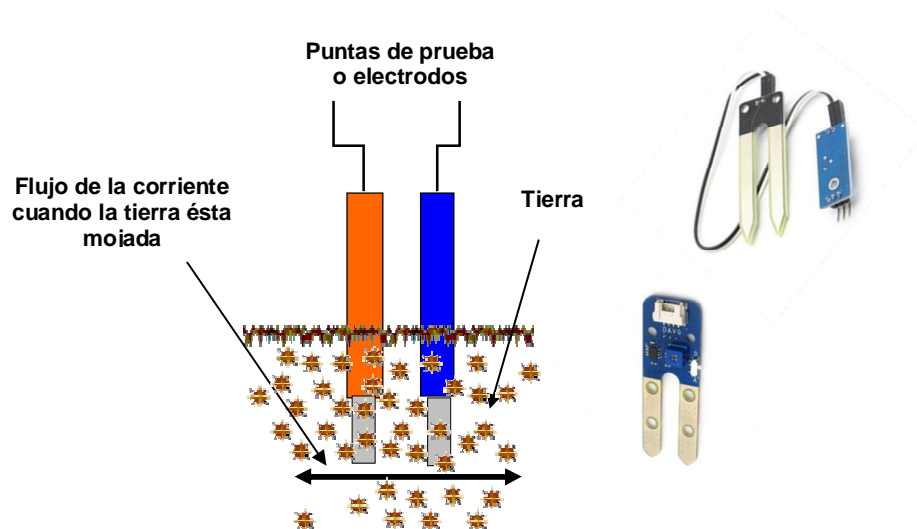 Puntas de prueba
o electrodos
Flujo de la corriente
cuando la tierra ésta
mojada
Tierra